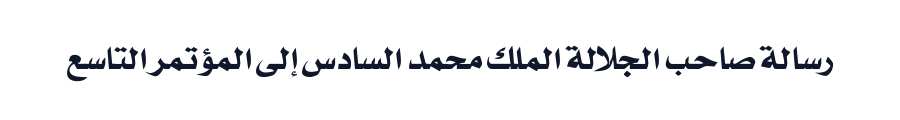 رسالة صاحب الجلالة الملك محمد السادس إلى المؤتمر التاسع